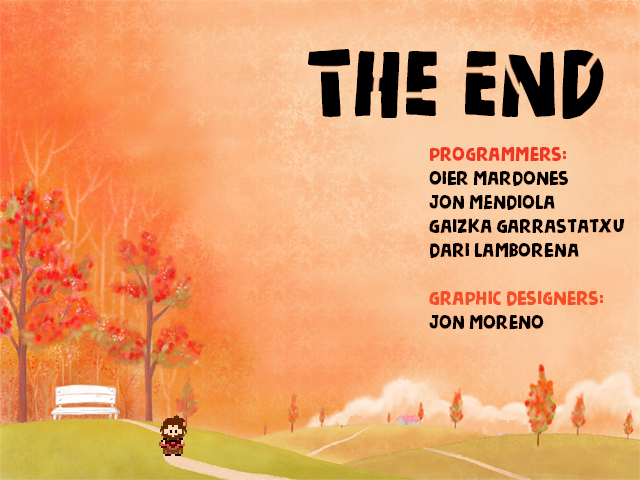 THE END
PROGRAMMERS:
OIER MARDONES
JON MENDIOLA
GAIZKA GARRASTATXU
DARI LAMBORENA
GRAPHIC DESIGNERS:
JON MORENO